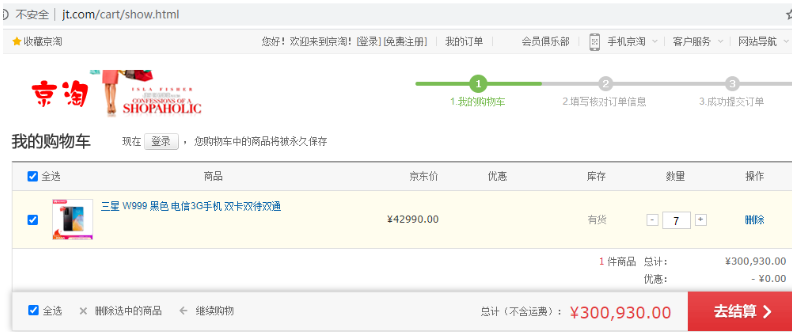 不安全 | jt.com/cart/show.html
收藏京淘 您好！欢迎来到京淘！[登录] [免费注册] 我的订单 会员俱乐部 手机京淘 客户服务 网站导航
京淘 ISLA FISHER
CONFESSIONS OF A
SHOPAHOLIC
1 2 3
1.我的购物车 2.填写核对订单信息 3.成功提交订单
我的购物车 现在 登录 ，您购物车中的商品将被永久保存
全选 商品 京东价 优惠 库存 数量 操作
三星 W999 黑色 电信3G手机 双卡双待双通
¥42990.00 有货 - 7 + 删除
1 件商品 总计： ¥300,930.00
优惠： - ¥0.00
全选 删除选中的商品 继续购物 总计（不含运费）： ¥300,930.00 去结算